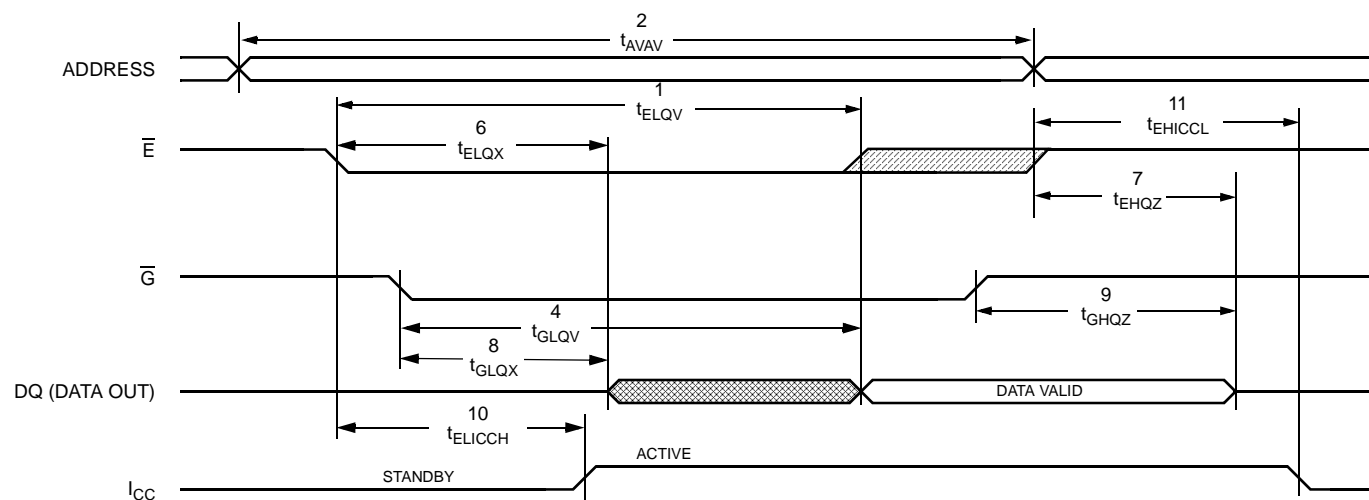 2
tAVAV
ADDRESS
1
tELQV
11
tEHICCL
6
tELQX
E̅
7
tEHQZ
G̅
9
tGHQZ
4
tGLQV
8
tGLQX
DQ (DATA OUT)
DATA VALID
10
tELICCH
ACTIVE
STANDBY
ICC